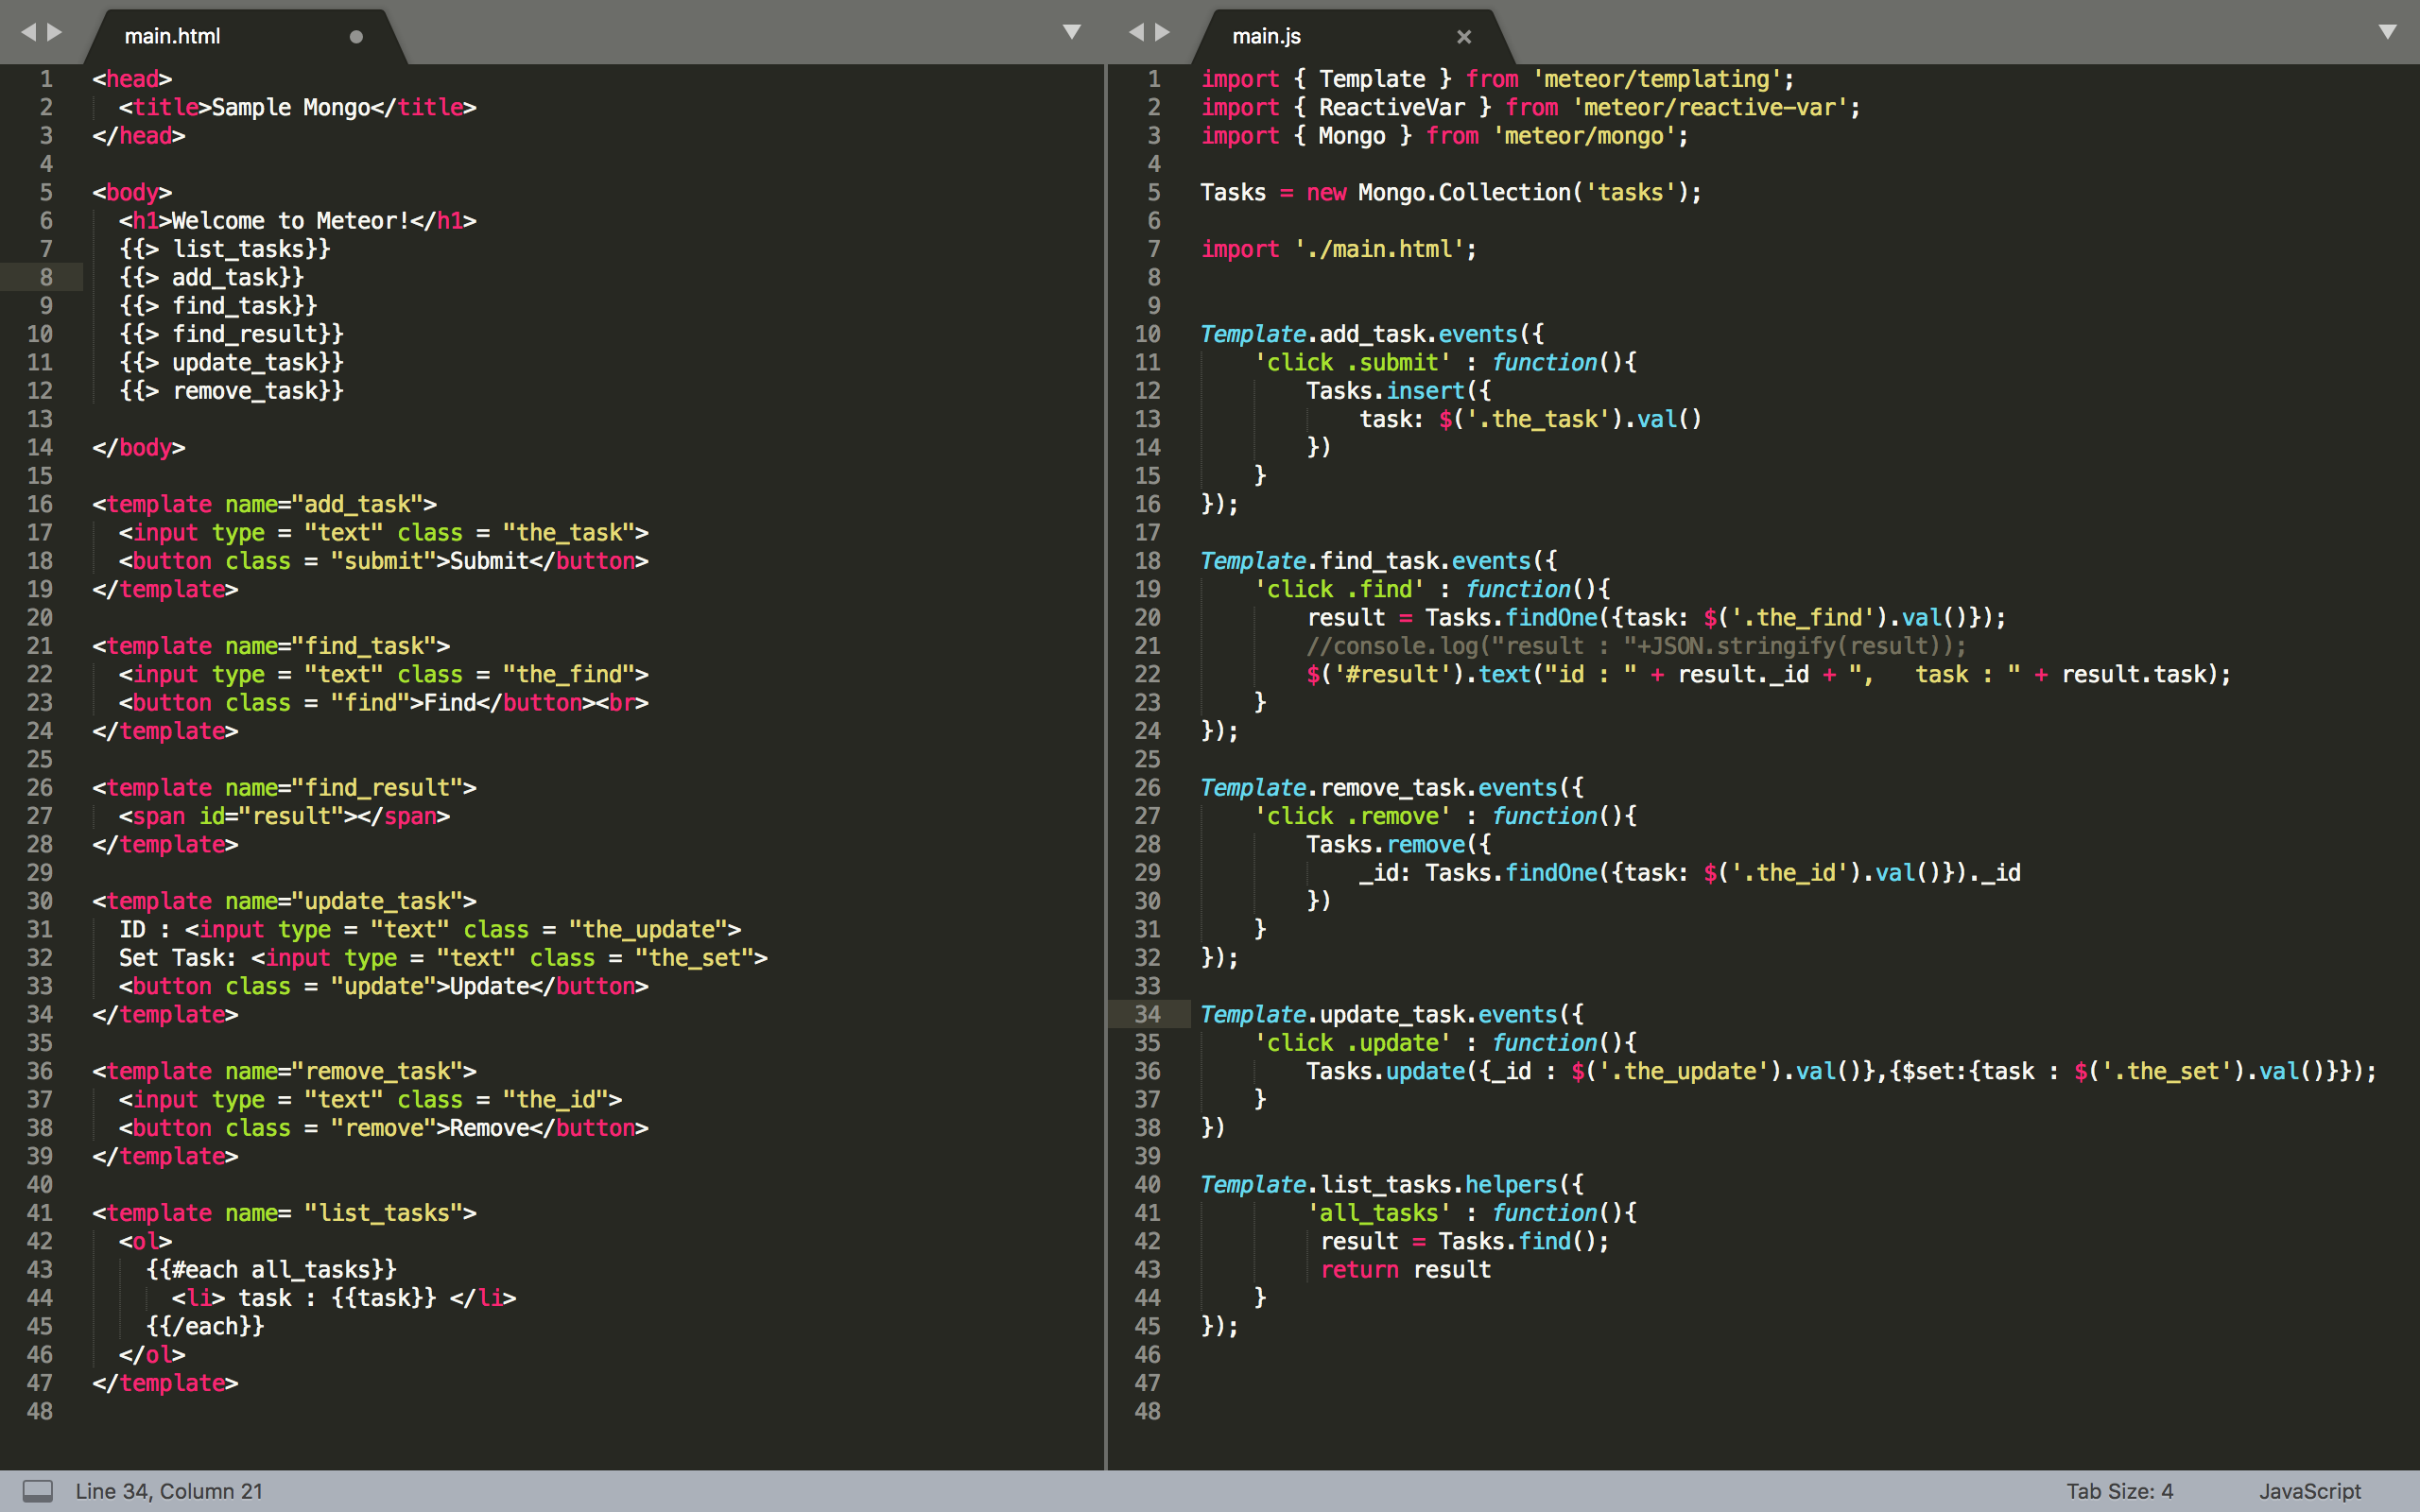 main.html
<head>
  <title>Sample Mongo</title>
</head>

<body>
  <h1>Welcome to Meteor!</h1>
  {{> list_tasks}}
  {{> add_task}}
  {{> find_task}}
  {{> find_result}}
  {{> update_task}}
  {{> remove_task}}

</body>

<template name="add_task">
  <input type = "text" class = "the_task">
  <button class = "submit">Submit</button>
</template>

<template name="find_task">
  <input type = "text" class = "the_find">
  <button class = "find">Find</button><br>
</template>

<template name="find_result">
  <span id="result"></span>
</template>

<template name="update_task">
  ID : <input type = "text" class = "the_update">
  Set Task: <input type = "text" class = "the_set">
  <button class = "update">Update</button>
</template>

<template name="remove_task">
  <input type = "text" class = "the_id">
  <button class = "remove">Remove</button>
</template>

<template name= "list_tasks">
  <ol>
    {{#each all_tasks}}
      <li> task : {{task}} </li>
    {{/each}}
  </ol>
</template>

main.js
import { Template } from 'meteor/templating';
import { ReactiveVar } from 'meteor/reactive-var';
import { Mongo } from 'meteor/mongo';

Tasks = new Mongo.Collection('tasks');

import './main.html';


Template.add_task.events({
    'click .submit' : function(){
        Tasks.insert({
            task: $('.the_task').val()
        })
    }
});

Template.find_task.events({
    'click .find' : function(){
        result = Tasks.findOne({task: $('.the_find').val()});
        //console.log("result : "+JSON.stringify(result));
        $('#result').text("id : " + result._id + ",   task : " + result.task);
    }
});

Template.remove_task.events({
    'click .remove' : function(){
        Tasks.remove({
            _id: Tasks.findOne({task: $('.the_id').val()})._id
        })
    }
});

Template.update_task.events({
    'click .update' : function(){
        Tasks.update({_id : $('.the_update').val()},{$set:{task : $('.the_set').val()}});
    }
})

Template.list_tasks.helpers({
        'all_tasks' : function(){
         result = Tasks.find();
         return result
    }
});

Line 34, Column 21
Tab Size: 4
JavaScript